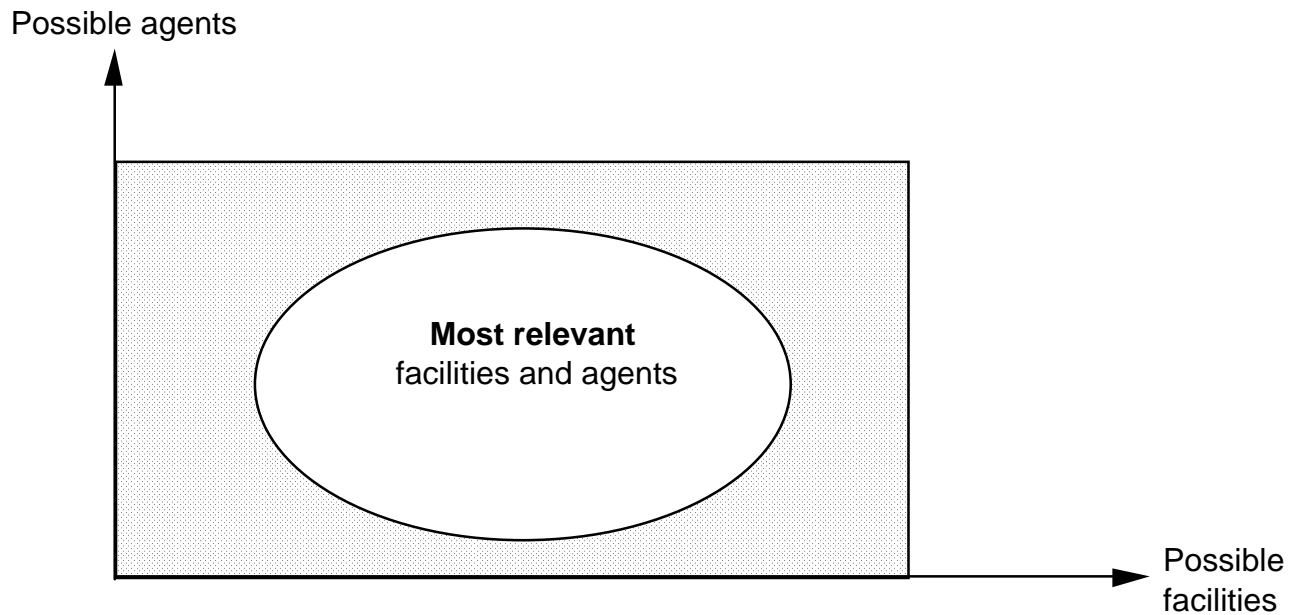 Possible agents
Most relevant
facilities and agents
Possible
facilities